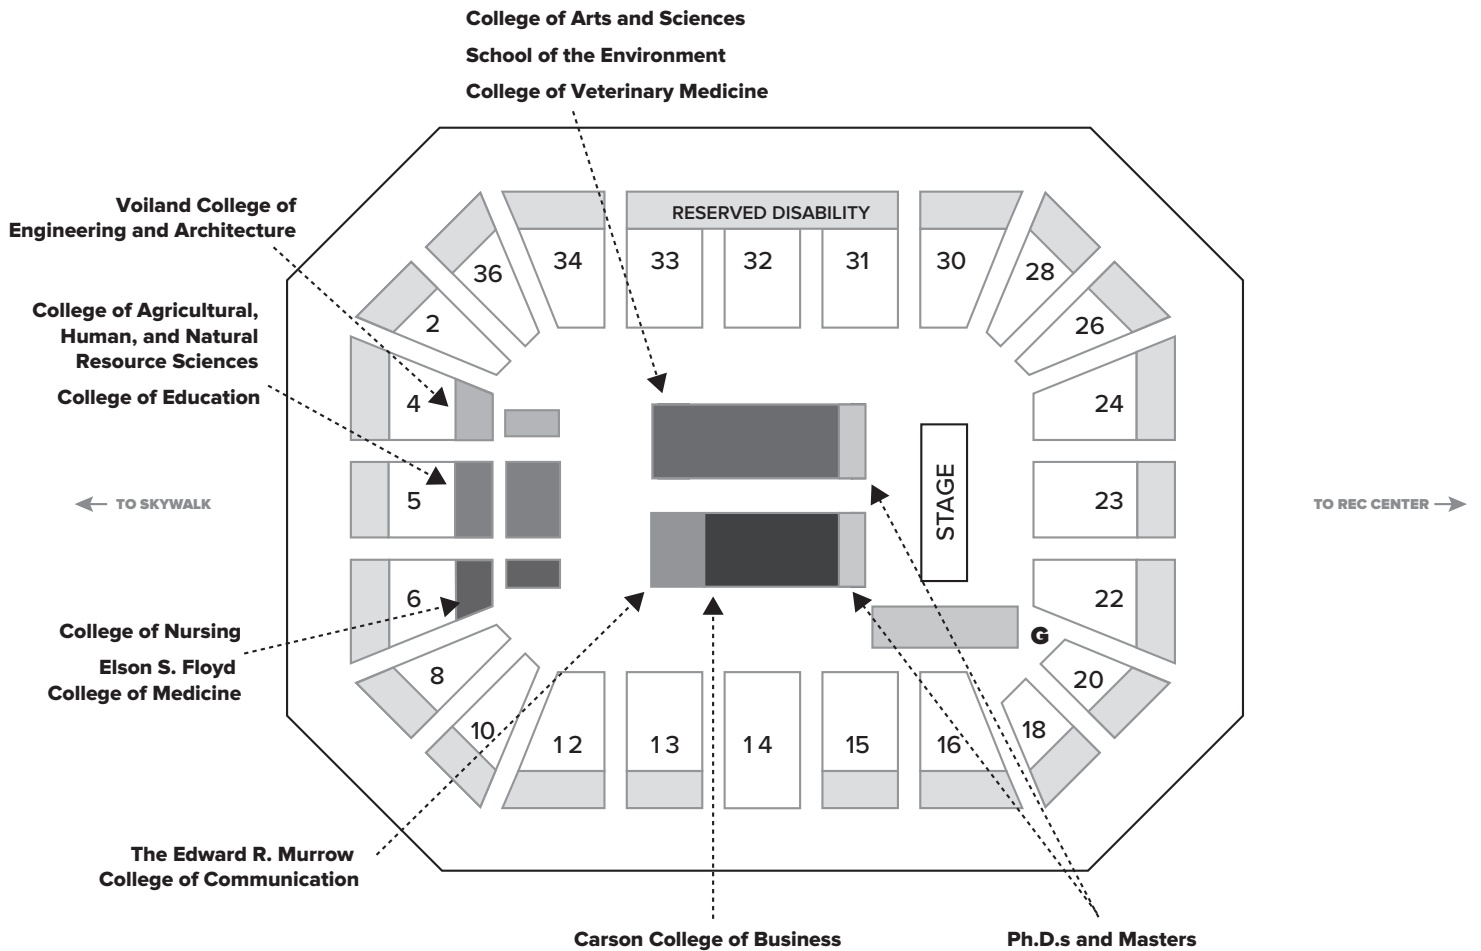 College of Arts and Sciences
School of the Environment
College of Veterinary Medicine
Voiland College of
Engineering and Architecture
College of Agricultural,
Human, and Natural
Resource Sciences
College of Education
College of Nursing
Elson S. Floyd
College of Medicine
The Edward R. Murrow
College of Communication
Carson College of Business
Ph.D.s and Masters
TO SKYWALK
TO REC CENTER
RESERVED DISABILITY
36
34
33
32
31
30
28
2
26
4
24
5
23
6
22
STAGE
G
8
20
10
12
13
14
15
16
18